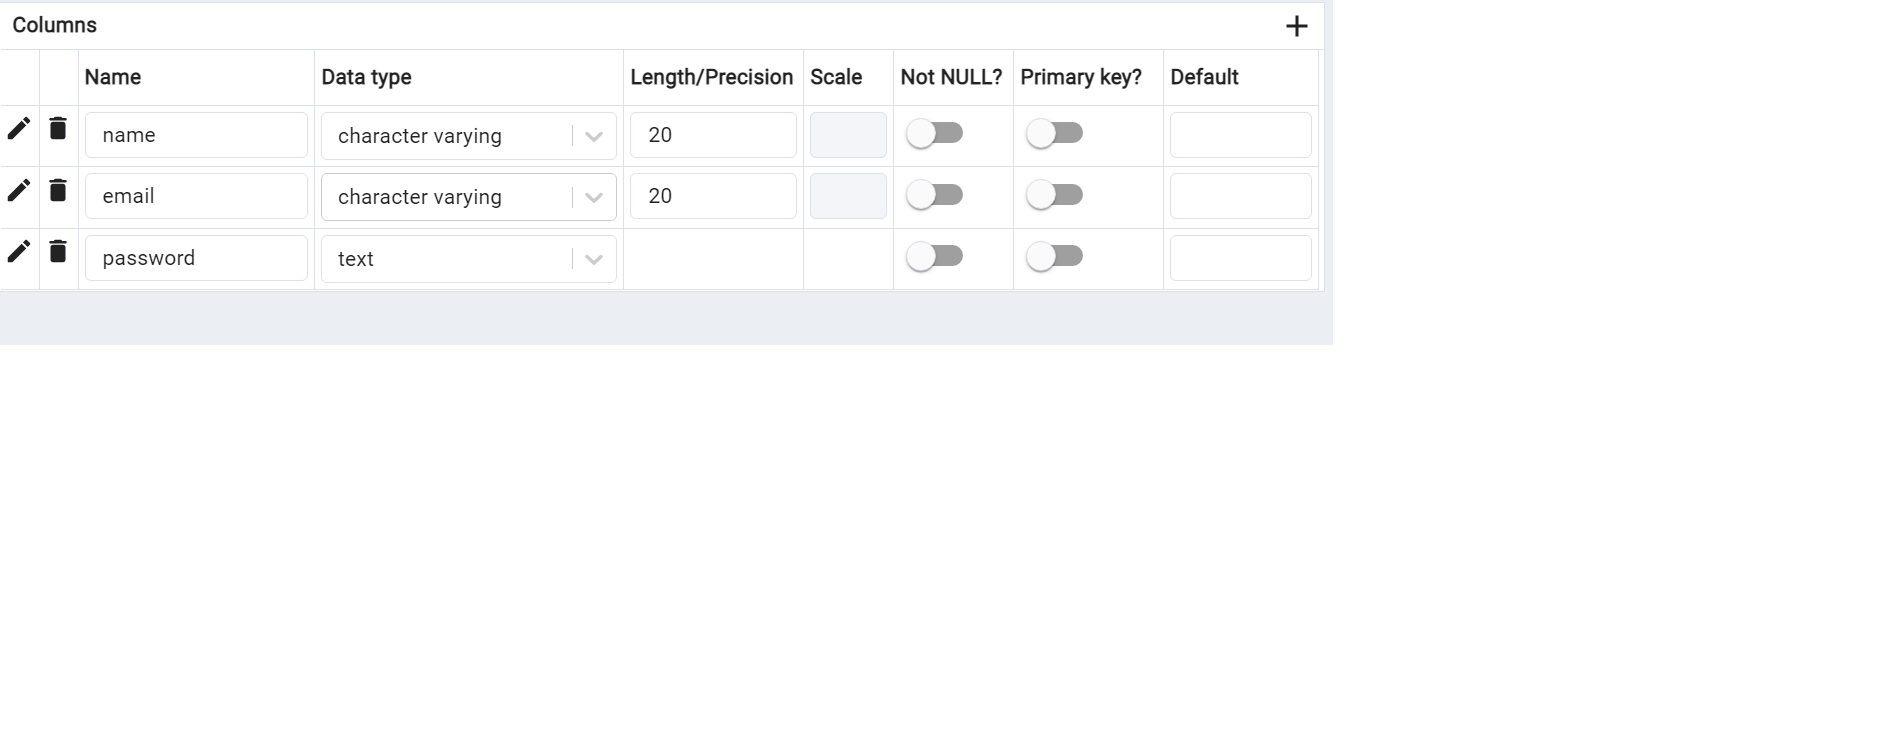 Columns
Name Data type Length/Precision Scale Not NULL? Primary key? Default
name character varying 20
email character varying 20
password text